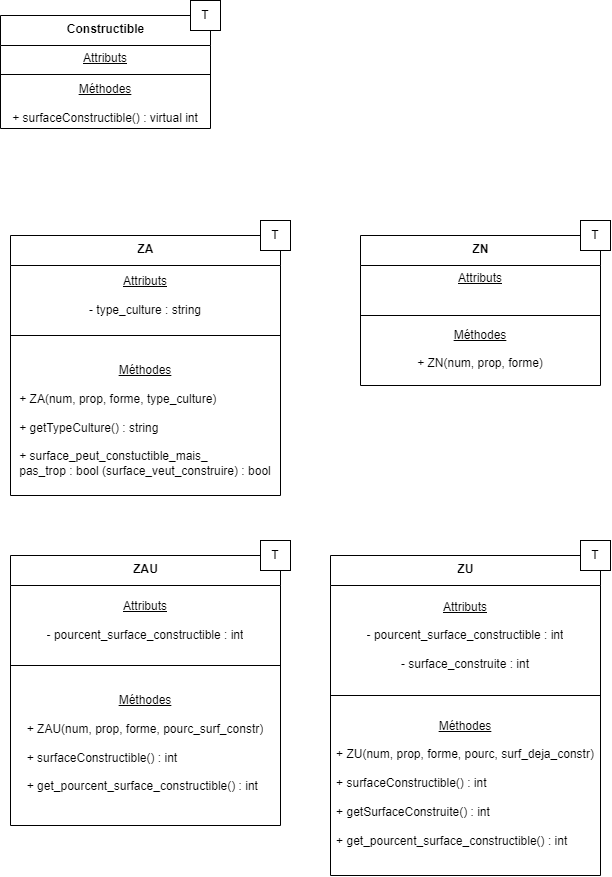 T
Constructible
Attributs
Méthodes
+ surfaceConstructible() : virtual int
T
ZA
Attributs
- type_culture : string
Méthodes
+ ZA(num, prop, forme, type_culture)
+ getTypeCulture() : string
+ surface_peut_constuctible_mais_
pas_trop : bool (surface_veut_construire) : bool
T
ZN
Attributs
Méthodes
+ ZN(num, prop, forme)
T
ZAU
Attributs
- pourcent_surface_constructible : int
Méthodes
+ ZAU(num, prop, forme, pourc_surf_constr)
+ surfaceConstructible() : int
+ get_pourcent_surface_constructible() : int
T
ZU
Attributs
- pourcent_surface_constructible : int
- surface_construite : int
Méthodes
+ ZU(num, prop, forme, pourc, surf_deja_constr)
+ surfaceConstructible() : int
+ getSurfaceConstruite() : int
+ get_pourcent_surface_constructible() : int